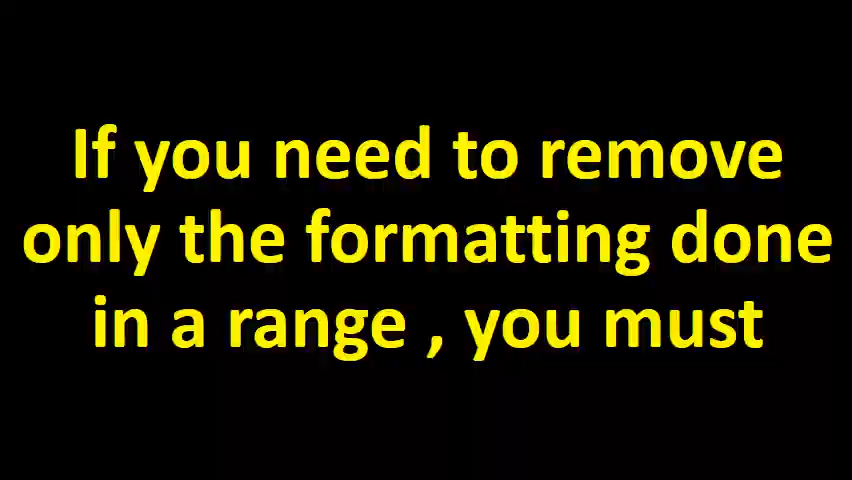 If you need to remove
only the formatting done
in a range , you must